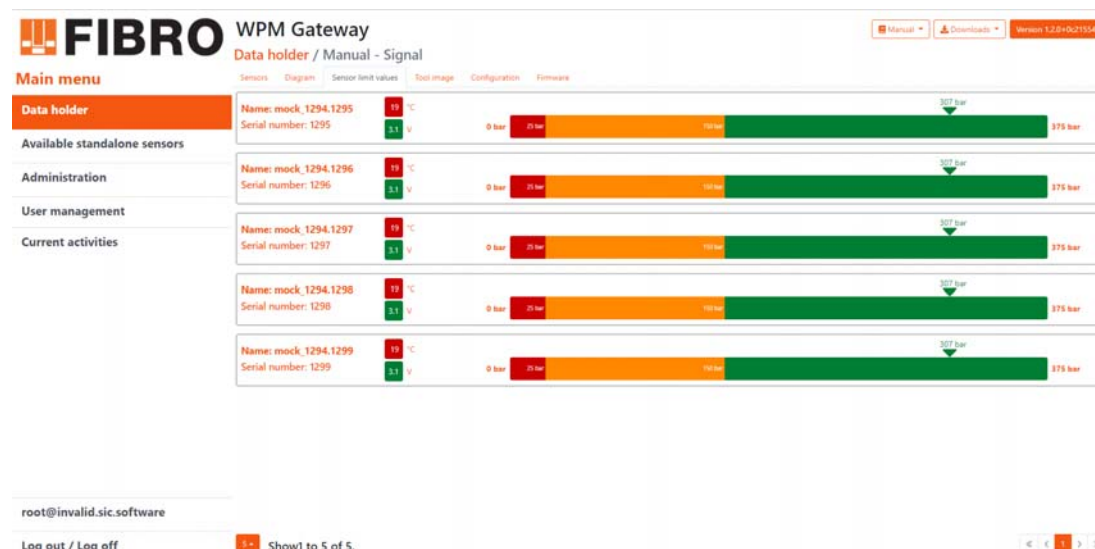 FIBRO
WPM Gateway
Manual
Downloads
Version 1.2.0+0c21554
Data holder / Manual - Signal
Main menu
Sensors Diagram Sensor limit values Tool image Configuration Firmware
Data holder
Available standalone sensors
Administration
User management
Current activities
Name: mock_1294.1295
Serial number: 1295
19 °C
3.1 V
307 bar
0 bar 25 bar 150 bar 375 bar
Name: mock_1294.1296
Serial number: 1296
19 °C
3.1 V
307 bar
0 bar 25 bar 150 bar 375 bar
Name: mock_1294.1297
Serial number: 1297
19 °C
3.1 V
307 bar
0 bar 25 bar 150 bar 375 bar
Name: mock_1294.1298
Serial number: 1298
19 °C
3.1 V
307 bar
0 bar 25 bar 150 bar 375 bar
Name: mock_1294.1299
Serial number: 1299
19 °C
3.1 V
307 bar
0 bar 25 bar 150 bar 375 bar
root@invalid.sic.software
Log out / Log off
5
Show1 to 5 of 5.
« ‹ 1 ›